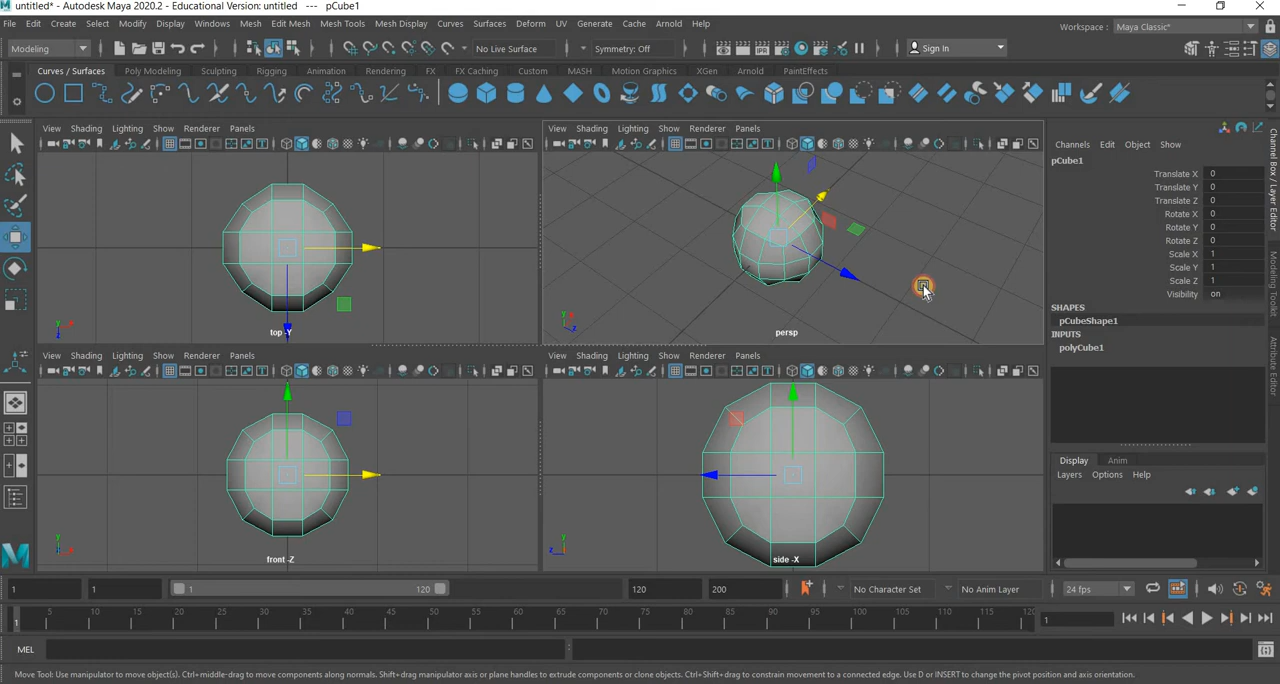 untitled* - Autodesk Maya 2020.2 - Educational Version: untitled --- pCube1
File Edit Create Select Modify Display Windows Mesh Edit Mesh Mesh Tools Mesh Display Curves Surfaces Deform UV Generate Cache Arnold Help
Workspace : Maya Classic*
Modeling No Live Surface Symmetry: Off IPR Sign In
Curves / Surfaces Poly Modeling Sculpting Rigging Animation Rendering FX FX Caching Custom MASH Motion Graphics XGen Arnold PaintEffects
View Shading Lighting Show Renderer Panels
View Shading Lighting Show Renderer Panels
top -Y
persp
View Shading Lighting Show Renderer Panels
View Shading Lighting Show Renderer Panels
front -Z
side -X
Channels Edit Object Show
pCube1
Translate X 0
Translate Y 0
Translate Z 0
Rotate X 0
Rotate Y 0
Rotate Z 0
Scale X 1
Scale Y 1
Scale Z 1
Visibility on
SHAPES
pCubeShape1
INPUTS
polyCube1
Display Anim
Layers Options Help
Channel Box / Layer Editor
Modeling Toolkit
Attribute Editor
1 1 1 120 120 200 No Character Set No Anim Layer 24 fps
5 10 15 20 25 30 35 40 45 50 55 60 65 70 75 80 85 90 95 100 105 110 115 120
1 1
MEL
Move Tool: Use manipulator to move object(s). Ctrl+middle-drag to move components along normals. Shift+drag manipulator axis or plane handles to extrude components or clone objects. Ctrl+Shift+drag to constrain movement to a connected edge. Use D or INSERT to change the pivot position and axis orientation.